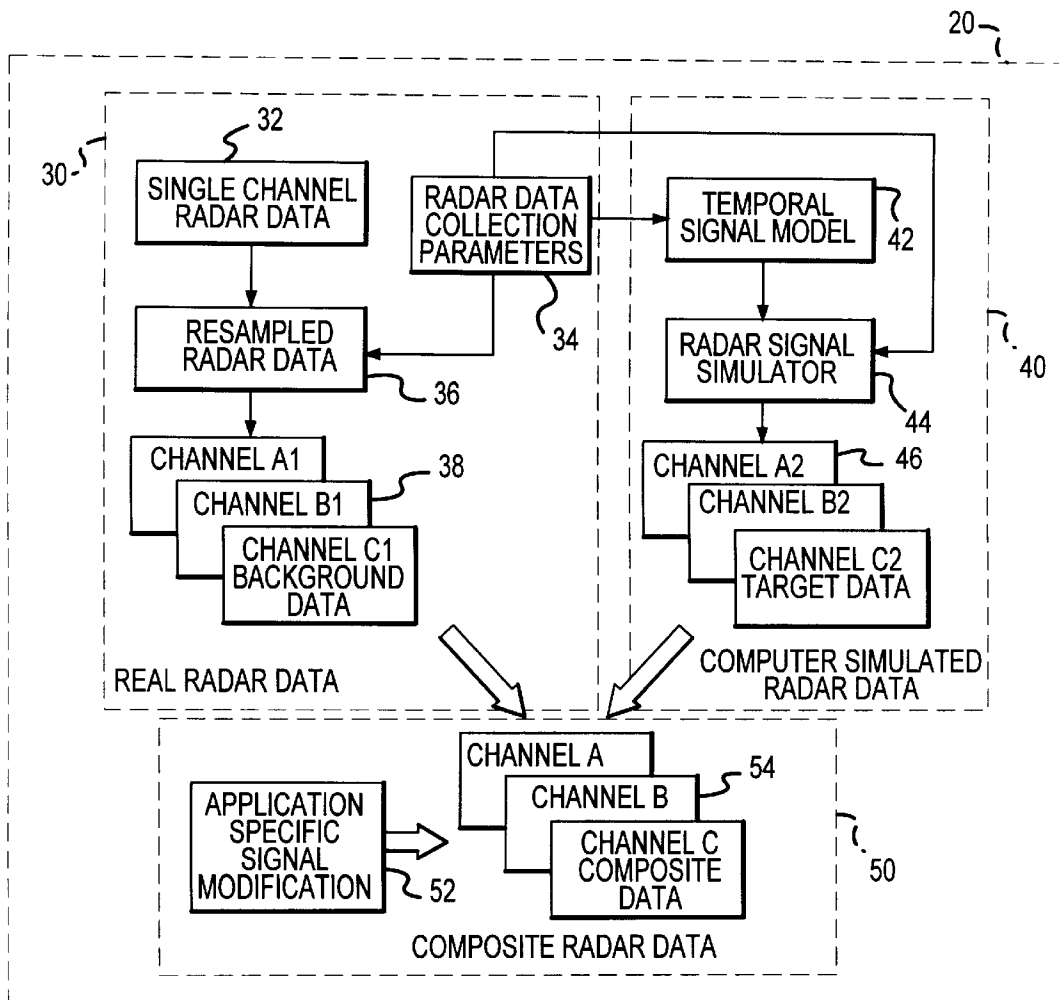 20
30
32
SINGLE CHANNEL
RADAR DATA
RADAR DATA
COLLECTION
PARAMETERS
34
RESAMPLED
RADAR DATA
36
CHANNEL A1
CHANNEL B1
38
CHANNEL C1
BACKGROUND
DATA
REAL RADAR DATA
TEMPORAL
SIGNAL MODEL
42
RADAR SIGNAL
SIMULATOR
44
40
CHANNEL A2
46
CHANNEL B2
CHANNEL C2
TARGET DATA
COMPUTER SIMULATED
RADAR DATA
APPLICATION
SPECIFIC
SIGNAL
MODIFICATION
52
CHANNEL A
CHANNEL B
54
CHANNEL C
COMPOSITE
DATA
50
COMPOSITE RADAR DATA